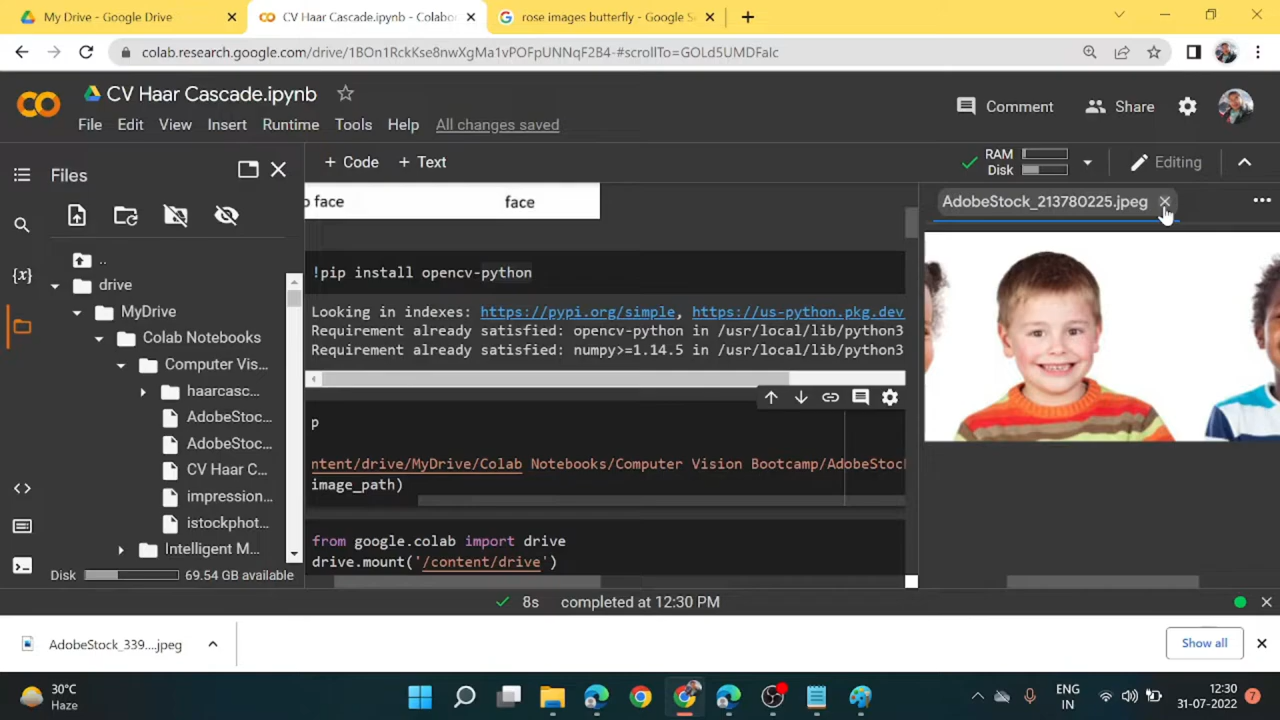 My Drive - Google Drive
CV Haar Cascade.ipynb - Colabo
rose images butterfly - Google Se
colab.research.google.com/drive/1BOn1RckKse8nwXgMa1vPOFpUNNqF2B4-#scrollTo=GOLd5UMDFaIc
CV Haar Cascade.ipynb
Comment
Share
File Edit View Insert Runtime Tools Help All changes saved
Files
+ Code + Text
RAM
Disk
Editing
o face
face
AdobeStock_213780225.jpeg
..
drive
MyDrive
Colab Notebooks
Computer Vis...
haarcasc...
AdobeStoc...
AdobeStoc...
CV Haar C...
impression...
istockphot...
Intelligent M...
Disk 69.54 GB available
{x}
!pip install opencv-python
Looking in indexes: https://pypi.org/simple, https://us-python.pkg.dev
Requirement already satisfied: opencv-python in /usr/local/lib/python3
Requirement already satisfied: numpy>=1.14.5 in /usr/local/lib/python3
p
ntent/drive/MyDrive/Colab Notebooks/Computer Vision Bootcamp/AdobeStoc
image_path)
from google.colab import drive
drive.mount('/content/drive')
8s completed at 12:30 PM
AdobeStock_339....jpeg
Show all
30°C
Haze
ENG
IN
12:30
31-07-2022
7